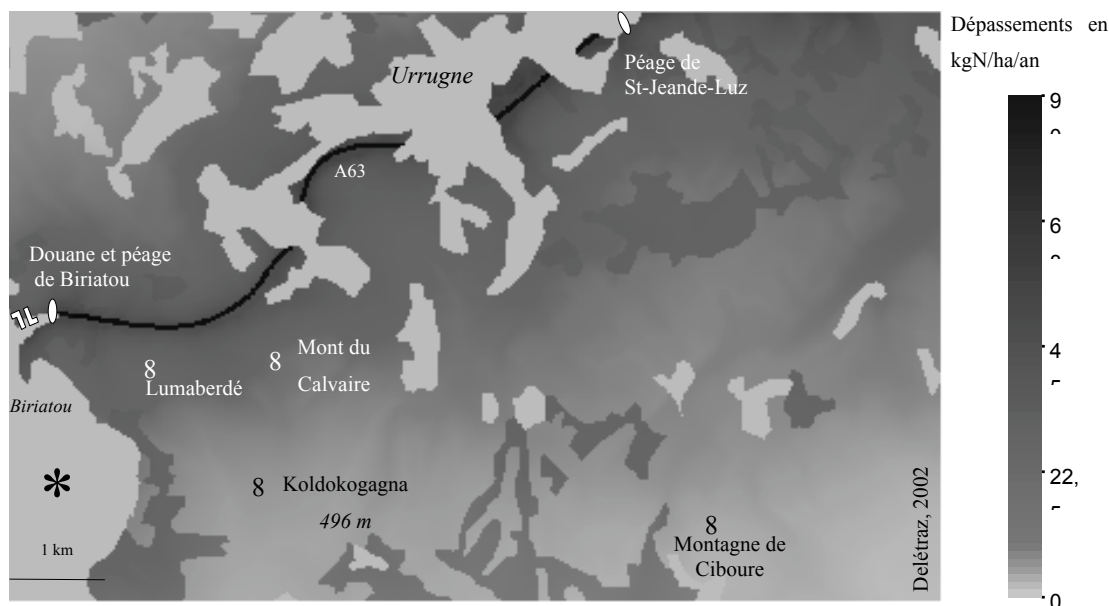 Dépassements en
kgN/ha/an
Urrugne
Péage de
St-Jeande-Luz
A63
Douane et péage
de Biriatou
Mont du
Calvaire
Lumaberdé
Biriatou
Koldokogagna
496 m
Montagne de
Ciboure
1 km
Delétraz, 2002
9
6
4
22,
0